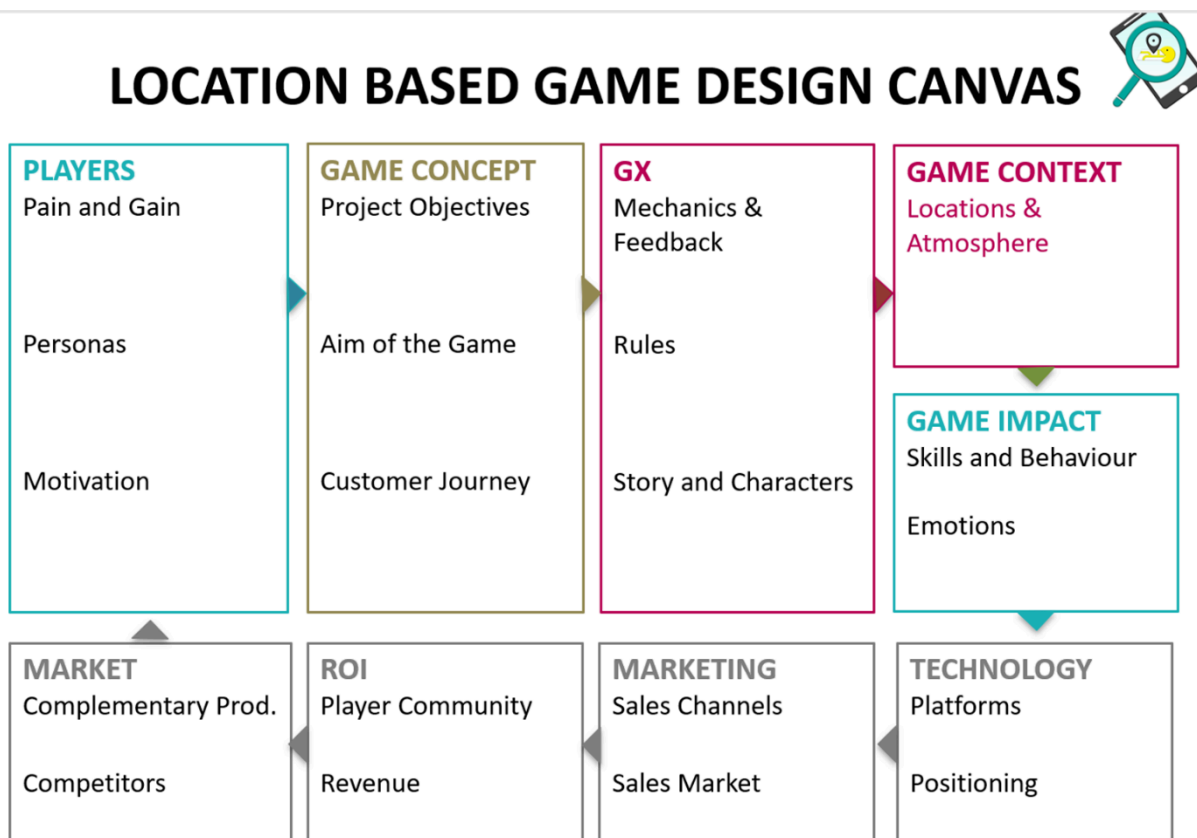 LOCATION BASED GAME DESIGN CANVAS
PLAYERS
Pain and Gain
Personas
Motivation
GAME CONCEPT
Project Objectives
Aim of the Game
Customer Journey
GX
Mechanics &
Feedback
Rules
Story and Characters
GAME CONTEXT
Locations &
Atmosphere
GAME IMPACT
Skills and Behaviour
Emotions
MARKET
Complementary Prod.
Competitors
ROI
Player Community
Revenue
MARKETING
Sales Channels
Sales Market
TECHNOLOGY
Platforms
Positioning